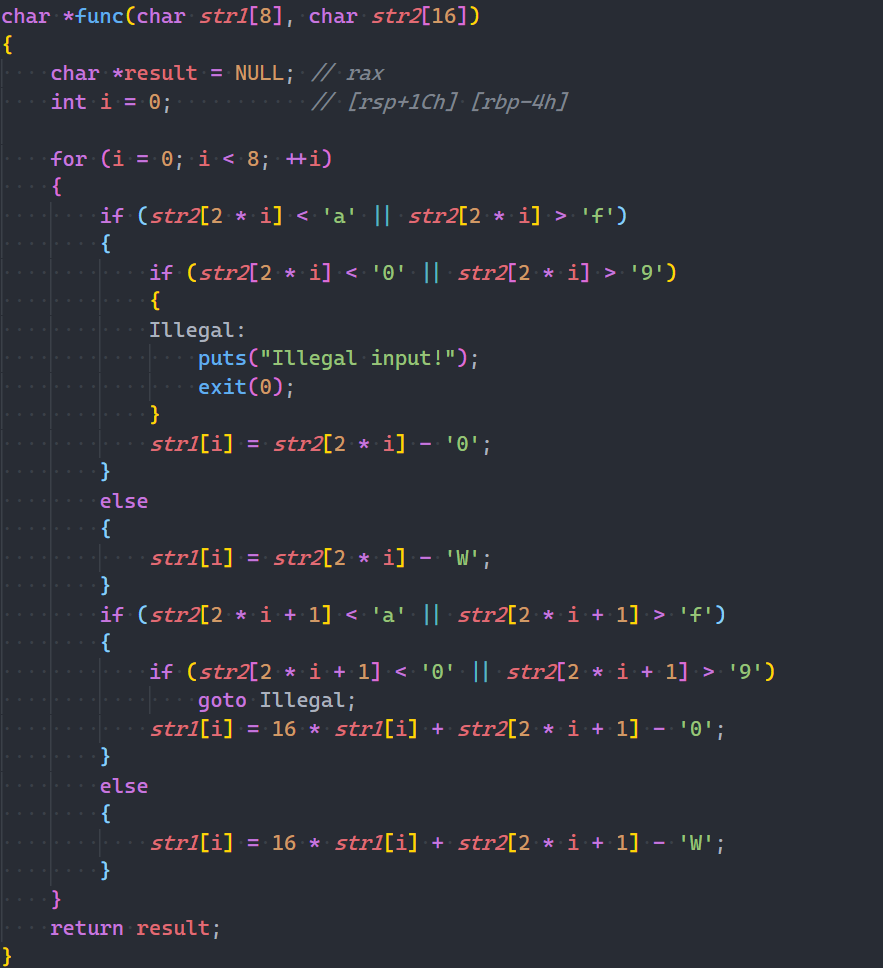 char *func(char str1[8], char str2[16])
{
    char *result = NULL; // rax
    int i = 0;           // [rsp+1Ch] [rbp-4h]

    for (i = 0; i < 8; ++i)
    {
        if (str2[2 * i] < 'a' || str2[2 * i] > 'f')
        {
            if (str2[2 * i] < '0' || str2[2 * i] > '9')
            {
            Illegal:
                puts("Illegal input!");
                exit(0);
            }
            str1[i] = str2[2 * i] - '0';
        }
        else
        {
            str1[i] = str2[2 * i] - 'W';
        }
        if (str2[2 * i + 1] < 'a' || str2[2 * i + 1] > 'f')
        {
            if (str2[2 * i + 1] < '0' || str2[2 * i + 1] > '9')
                goto Illegal;
            str1[i] = 16 * str1[i] + str2[2 * i + 1] - '0';
        }
        else
        {
            str1[i] = 16 * str1[i] + str2[2 * i + 1] - 'W';
        }
    }
    return result;
}